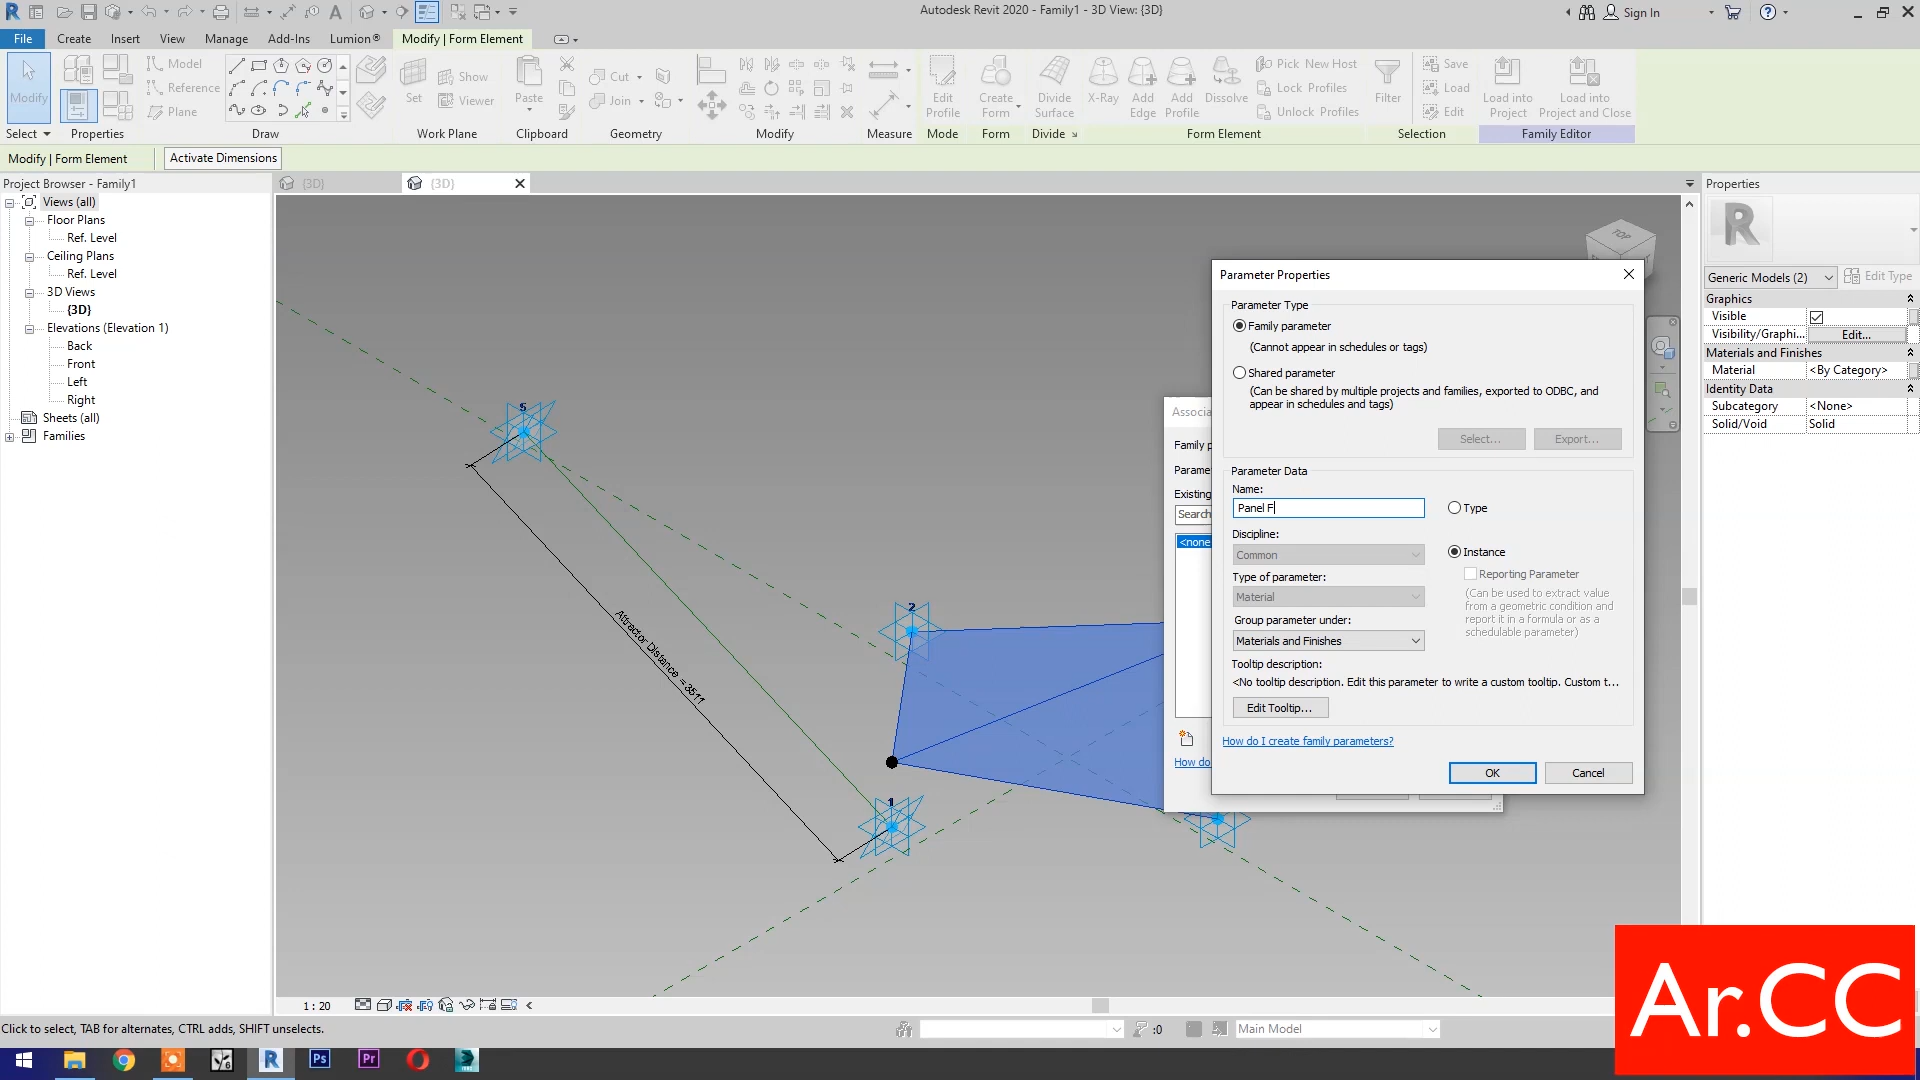 Autodesk Revit 2020 - Family1 - 3D View: {3D}
Sign In
File Create Insert View Manage Add-Ins Lumion® Modify | Form Element
Modify
Model
Reference
Plane
Set
Show
Viewer
Paste
Cut
Join
Edit Profile
Create Form
Divide Surface
X-Ray
Add Edge
Add Profile
Dissolve
Pick New Host
Lock Profiles
Unlock Profiles
Filter
Save
Load
Edit
Load into Project
Load into Project and Close
Select Properties Draw Work Plane Clipboard Geometry Modify Measure Mode Form Divide Form Element Selection Family Editor
Modify | Form Element
Activate Dimensions
Project Browser - Family1
Views (all)
Floor Plans
Ref. Level
Ceiling Plans
Ref. Level
3D Views
{3D}
Elevations (Elevation 1)
Back
Front
Left
Right
Sheets (all)
Families
{3D}
{3D}
TOP
5
2
1
Attractor Distance = 3511
Associa
Family p
Parame
Existing
Search
<none
How do
Parameter Properties
Parameter Type
Family parameter
(Cannot appear in schedules or tags)
Shared parameter
(Can be shared by multiple projects and families, exported to ODBC, and
appear in schedules and tags)
Select...
Export...
Parameter Data
Name:
Panel F
Type
Discipline:
Common
Instance
Type of parameter:
Reporting Parameter
Material
(Can be used to extract value
from a geometric condition and
report it in a formula or as a
schedulable parameter)
Group parameter under:
Materials and Finishes
Tooltip description:
<No tooltip description. Edit this parameter to write a custom tooltip. Custom t...
Edit Tooltip...
How do I create family parameters?
OK
Cancel
Properties
R
Generic Models (2)
Edit Type
Graphics
Visible
Visibility/Graphi... Edit...
Materials and Finishes
Material <By Category>
Identity Data
Subcategory <None>
Solid/Void Solid
1 : 20
Click to select, TAB for alternates, CTRL adds, SHIFT unselects.
:0
Main Model
R
Ps
Pr
Ar.CC